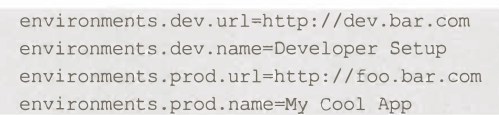 environments.dev.url=http://dev.bar.com
environments.dev.name=Developer Setup
environments.prod.url=http://foo.bar.com
environments.prod.name=My Cool App